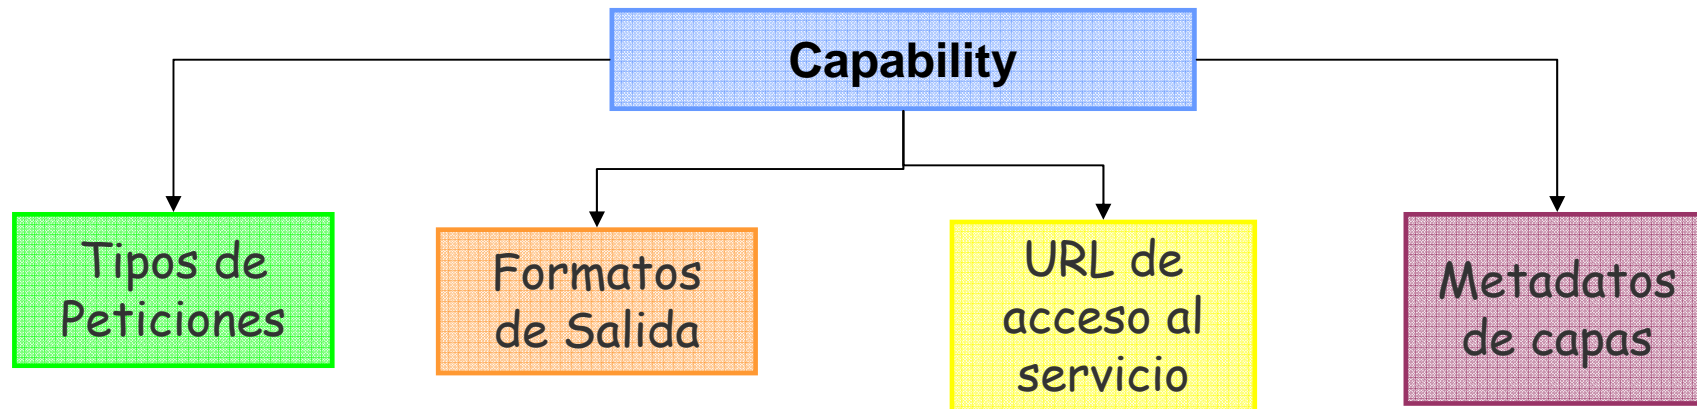 Capability
Tipos de
Peticiones
Formatos
de Salida
URL de
acceso al
servicio
Metadatos
de capas